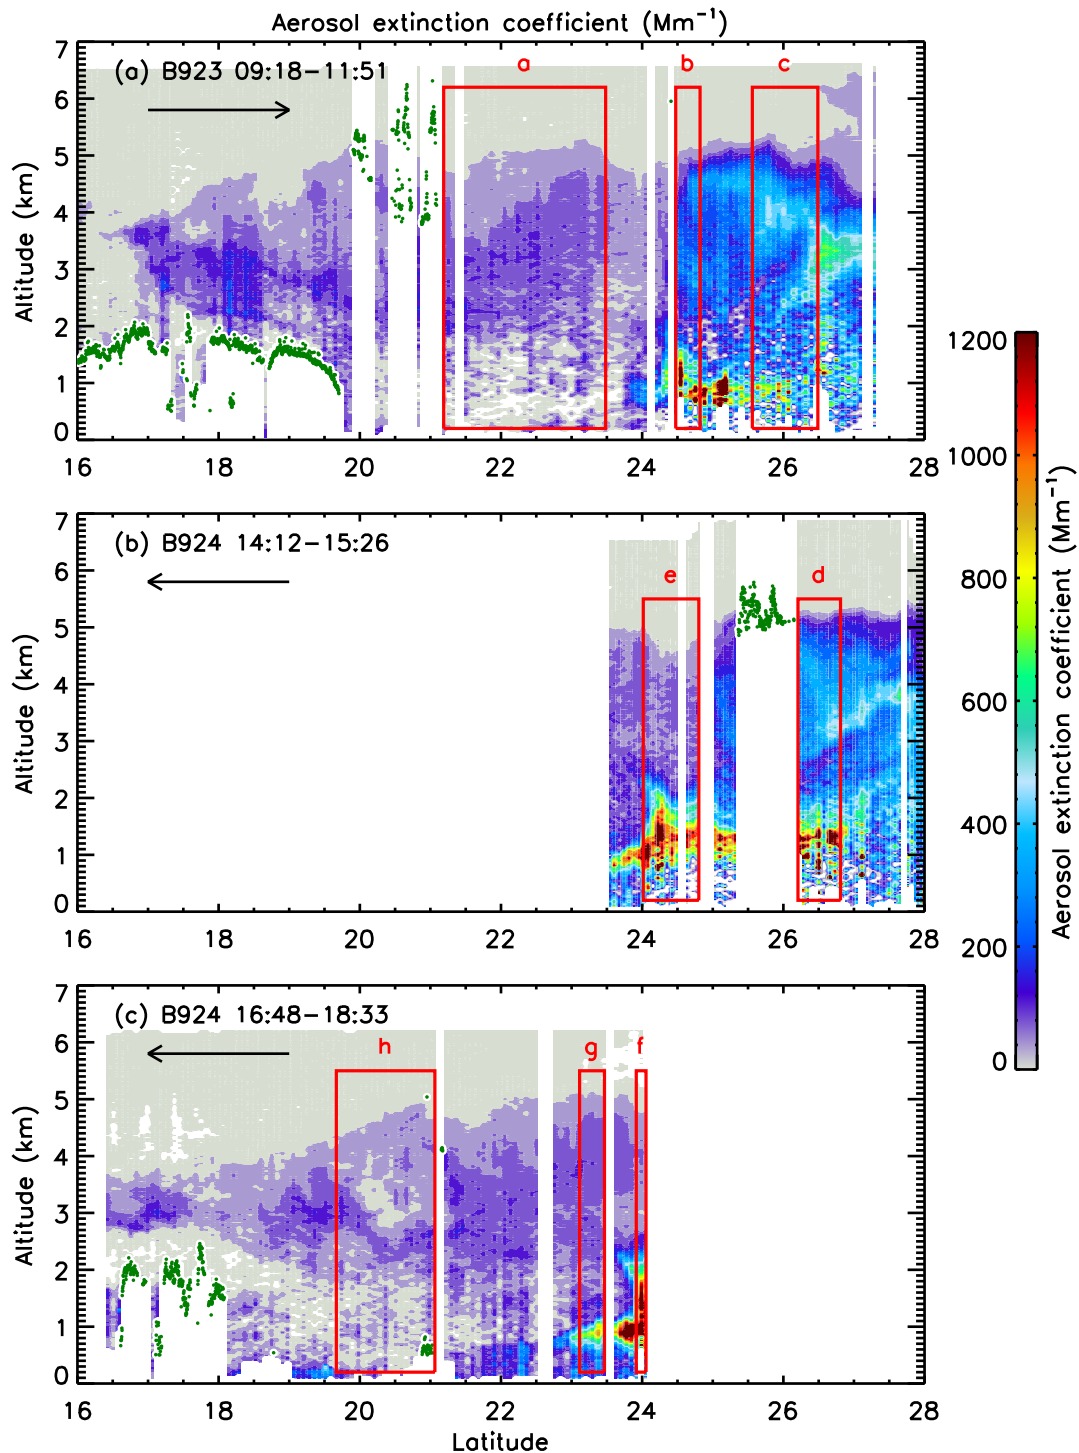 Aerosol extinction coefficient (Mm⁻¹)
(a) B923 09:18−11:51
a
b
c
7
6
5
4
3
2
1
0
Altitude (km)
16 18 20 22 24 26 28
(b) B924 14:12−15:26
e
d
7
6
5
4
3
2
1
0
Altitude (km)
16 18 20 22 24 26 28
(c) B924 16:48−18:33
h
g
f
7
6
5
4
3
2
1
0
Altitude (km)
16 18 20 22 24 26 28
Latitude
1200
1000
800
600
400
200
0
Aerosol extinction coefficient (Mm⁻¹)